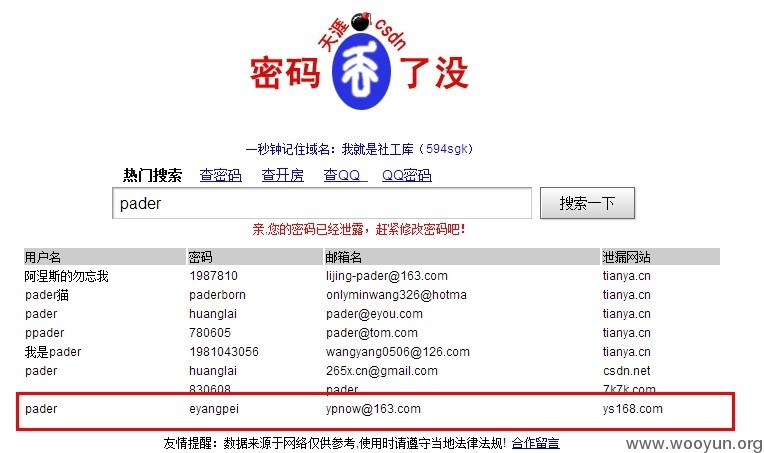 天涯 csdn
密码 了没
一秒钟记住域名：我就是社工库（594sgk）
热门搜索 查密码 查开房 查QQ QQ密码
pader 搜索一下
亲,您的密码已经泄露，赶紧修改密码吧！
用户名 密码 邮箱名 泄漏网站
阿涅斯的勿忘我 1987810 lijing-pader@163.com tianya.cn
pader猫 paderborn onlyminwang326@hotma tianya.cn
pader huanglai pader@eyou.com tianya.cn
ppader 780605 pader@tom.com tianya.cn
我是pader 1981043056 wangyang0506@126.com tianya.cn
pader huanglai 265x.cn@gmail.com csdn.net
830608 pader 7k7k.com
pader eyangpei ypnow@163.com ys168.com
友情提醒：数据来源于网络仅供参考,使用时请遵守当地法律法规! 合作留言
www.wooyun.org